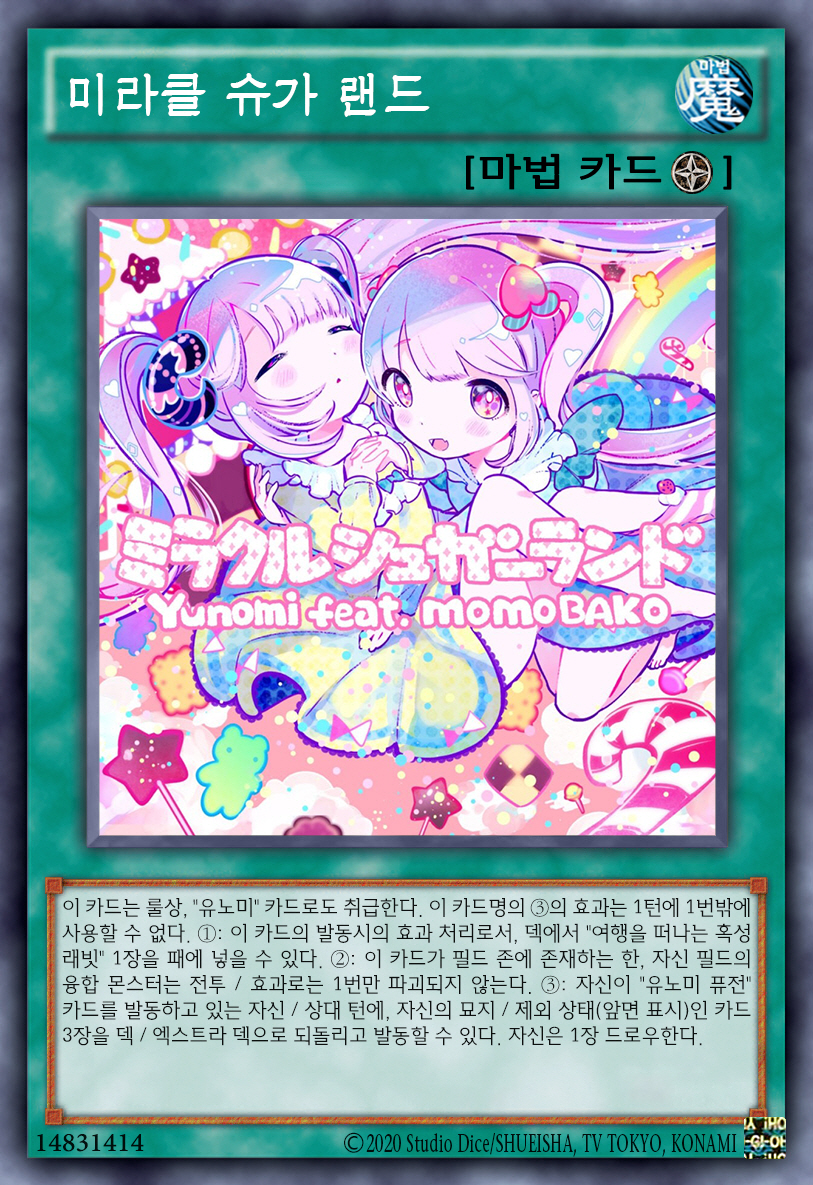 미라클 슈가 랜드
마법
魔
[마법 카드]
ミラクルシュガーランド
Yunomi feat. momoBAKO
이 카드는 룰상, "유노미" 카드로도 취급한다. 이 카드명의 ③의 효과는 1턴에 1번밖에
사용할 수 없다. ①: 이 카드의 발동시의 효과 처리로서, 덱에서 "여행을 떠나는 혹성
래빗" 1장을 패에 넣을 수 있다. ②: 이 카드가 필드 존에 존재하는 한, 자신 필드의
융합 몬스터는 전투 / 효과로는 1번만 파괴되지 않는다. ③: 자신이 "유노미 퓨전"
카드를 발동하고 있는 자신 / 상대 턴에, 자신의 묘지 / 제외 상태(앞면 표시)인 카드
3장을 덱 / 엑스트라 덱으로 되돌리고 발동할 수 있다. 자신은 1장 드로우한다.
14831414
©2020 Studio Dice/SHUEISHA, TV TOKYO, KONAMI